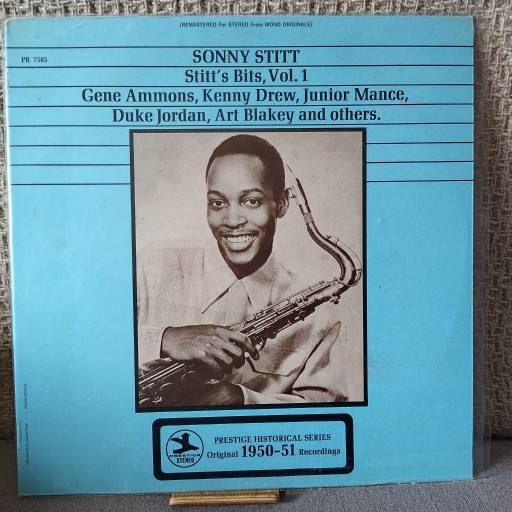 (REMASTERED For STEREO From MONO ORIGINALS)
PR 7585
SONNY STITT
Stitt's Bits, Vol. 1
Gene Ammons, Kenny Drew, Junior Mance,
Duke Jordan, Art Blakey and others.
PRESTIGE HISTORICAL SERIES
Original 1950-51 Recordings
PRESTIGE
STEREO